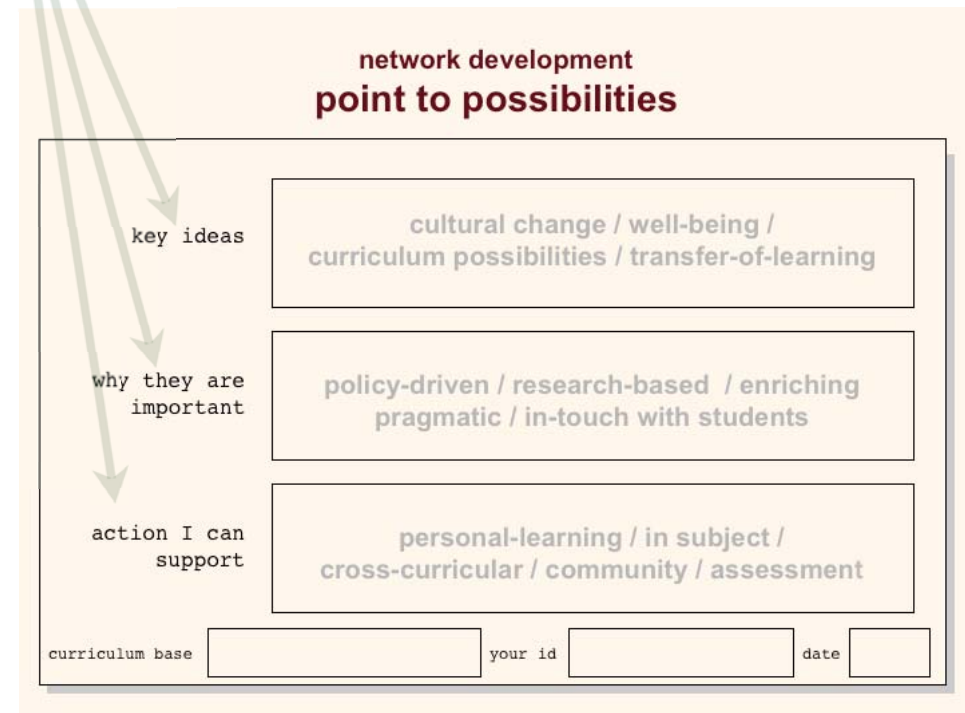 network development
point to possibilities
key ideas
cultural change / well-being /
curriculum possibilities / transfer-of-learning
why they are
important
policy-driven / research-based / enriching
pragmatic / in-touch with students
action I can
support
personal-learning / in subject /
cross-curricular / community / assessment
curriculum base
your id
date